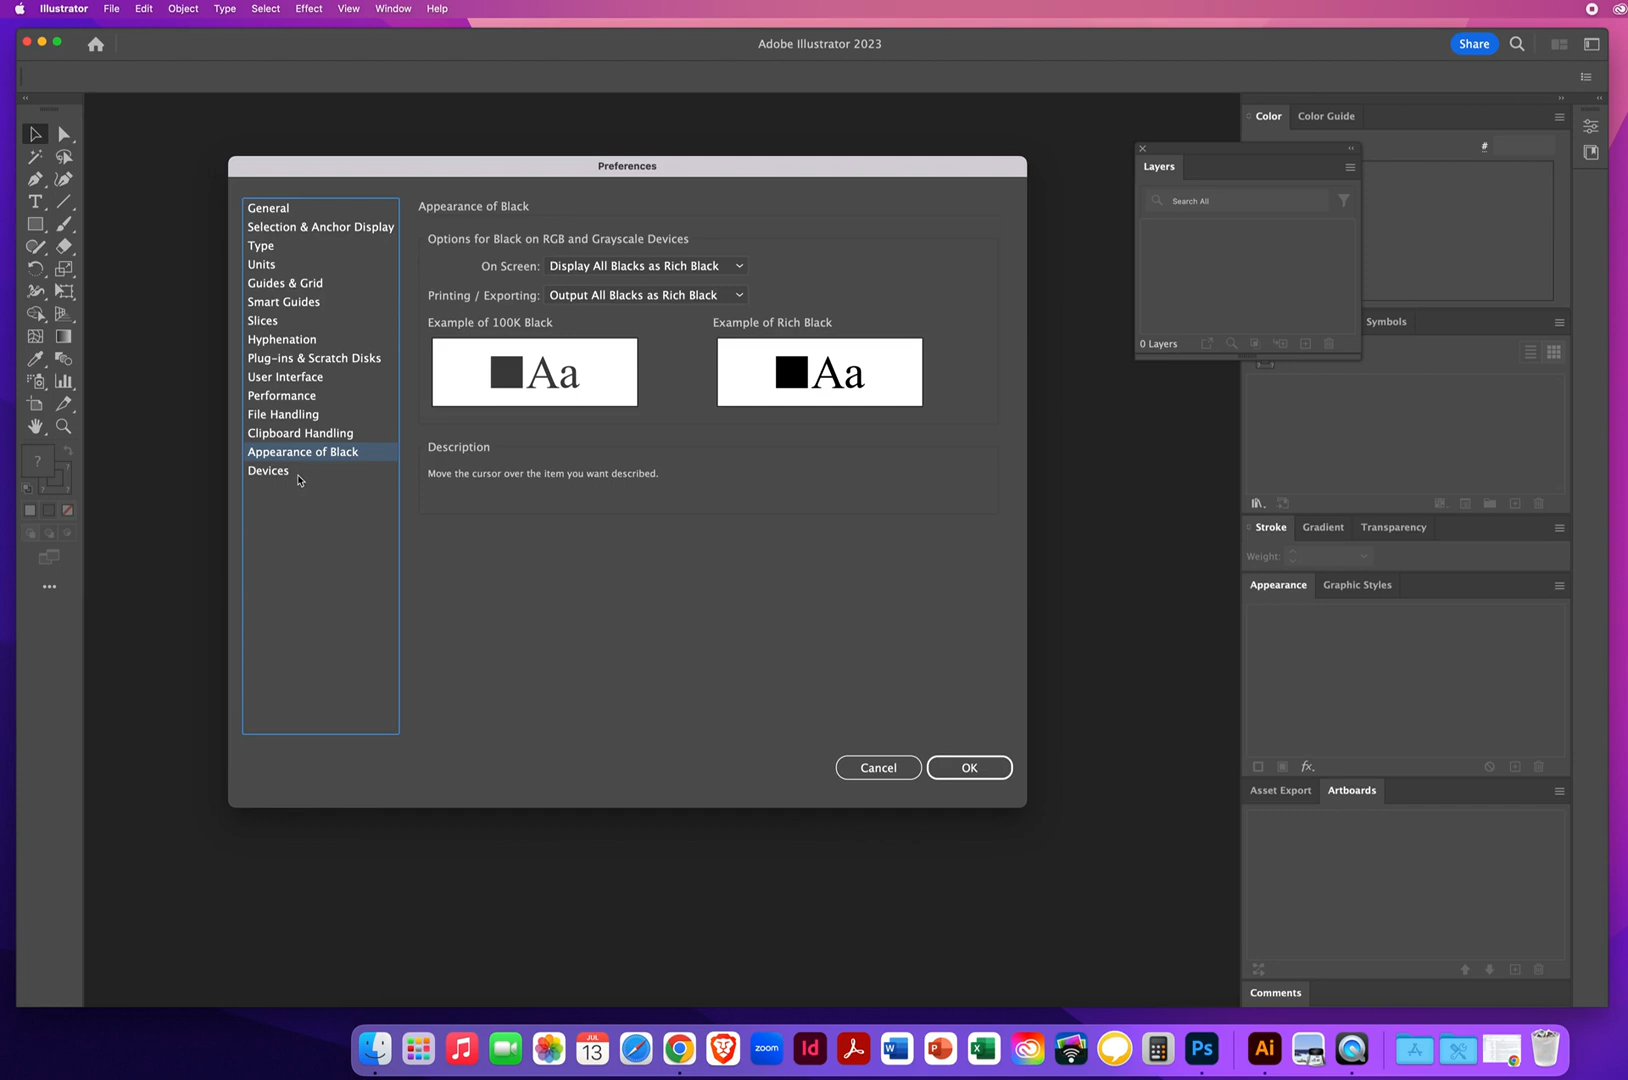 Illustrator File Edit Object Type Select Effect View Window Help
Adobe Illustrator 2023
Share
Color Color Guide
#
Layers
Search All
0 Layers
Symbols
Preferences
General
Selection & Anchor Display
Type
Units
Guides & Grid
Smart Guides
Slices
Hyphenation
Plug-ins & Scratch Disks
User Interface
Performance
File Handling
Clipboard Handling
Appearance of Black
Devices
Appearance of Black
Options for Black on RGB and Grayscale Devices
On Screen: Display All Blacks as Rich Black
Printing / Exporting: Output All Blacks as Rich Black
Example of 100K Black Example of Rich Black
Aa Aa
Description
Move the cursor over the item you want described.
Cancel OK
?
Stroke Gradient Transparency
Weight:
Appearance Graphic Styles
fx.
Asset Export Artboards
Comments
JUL
13
zoom
Id
W
P
X
Ps
Ai